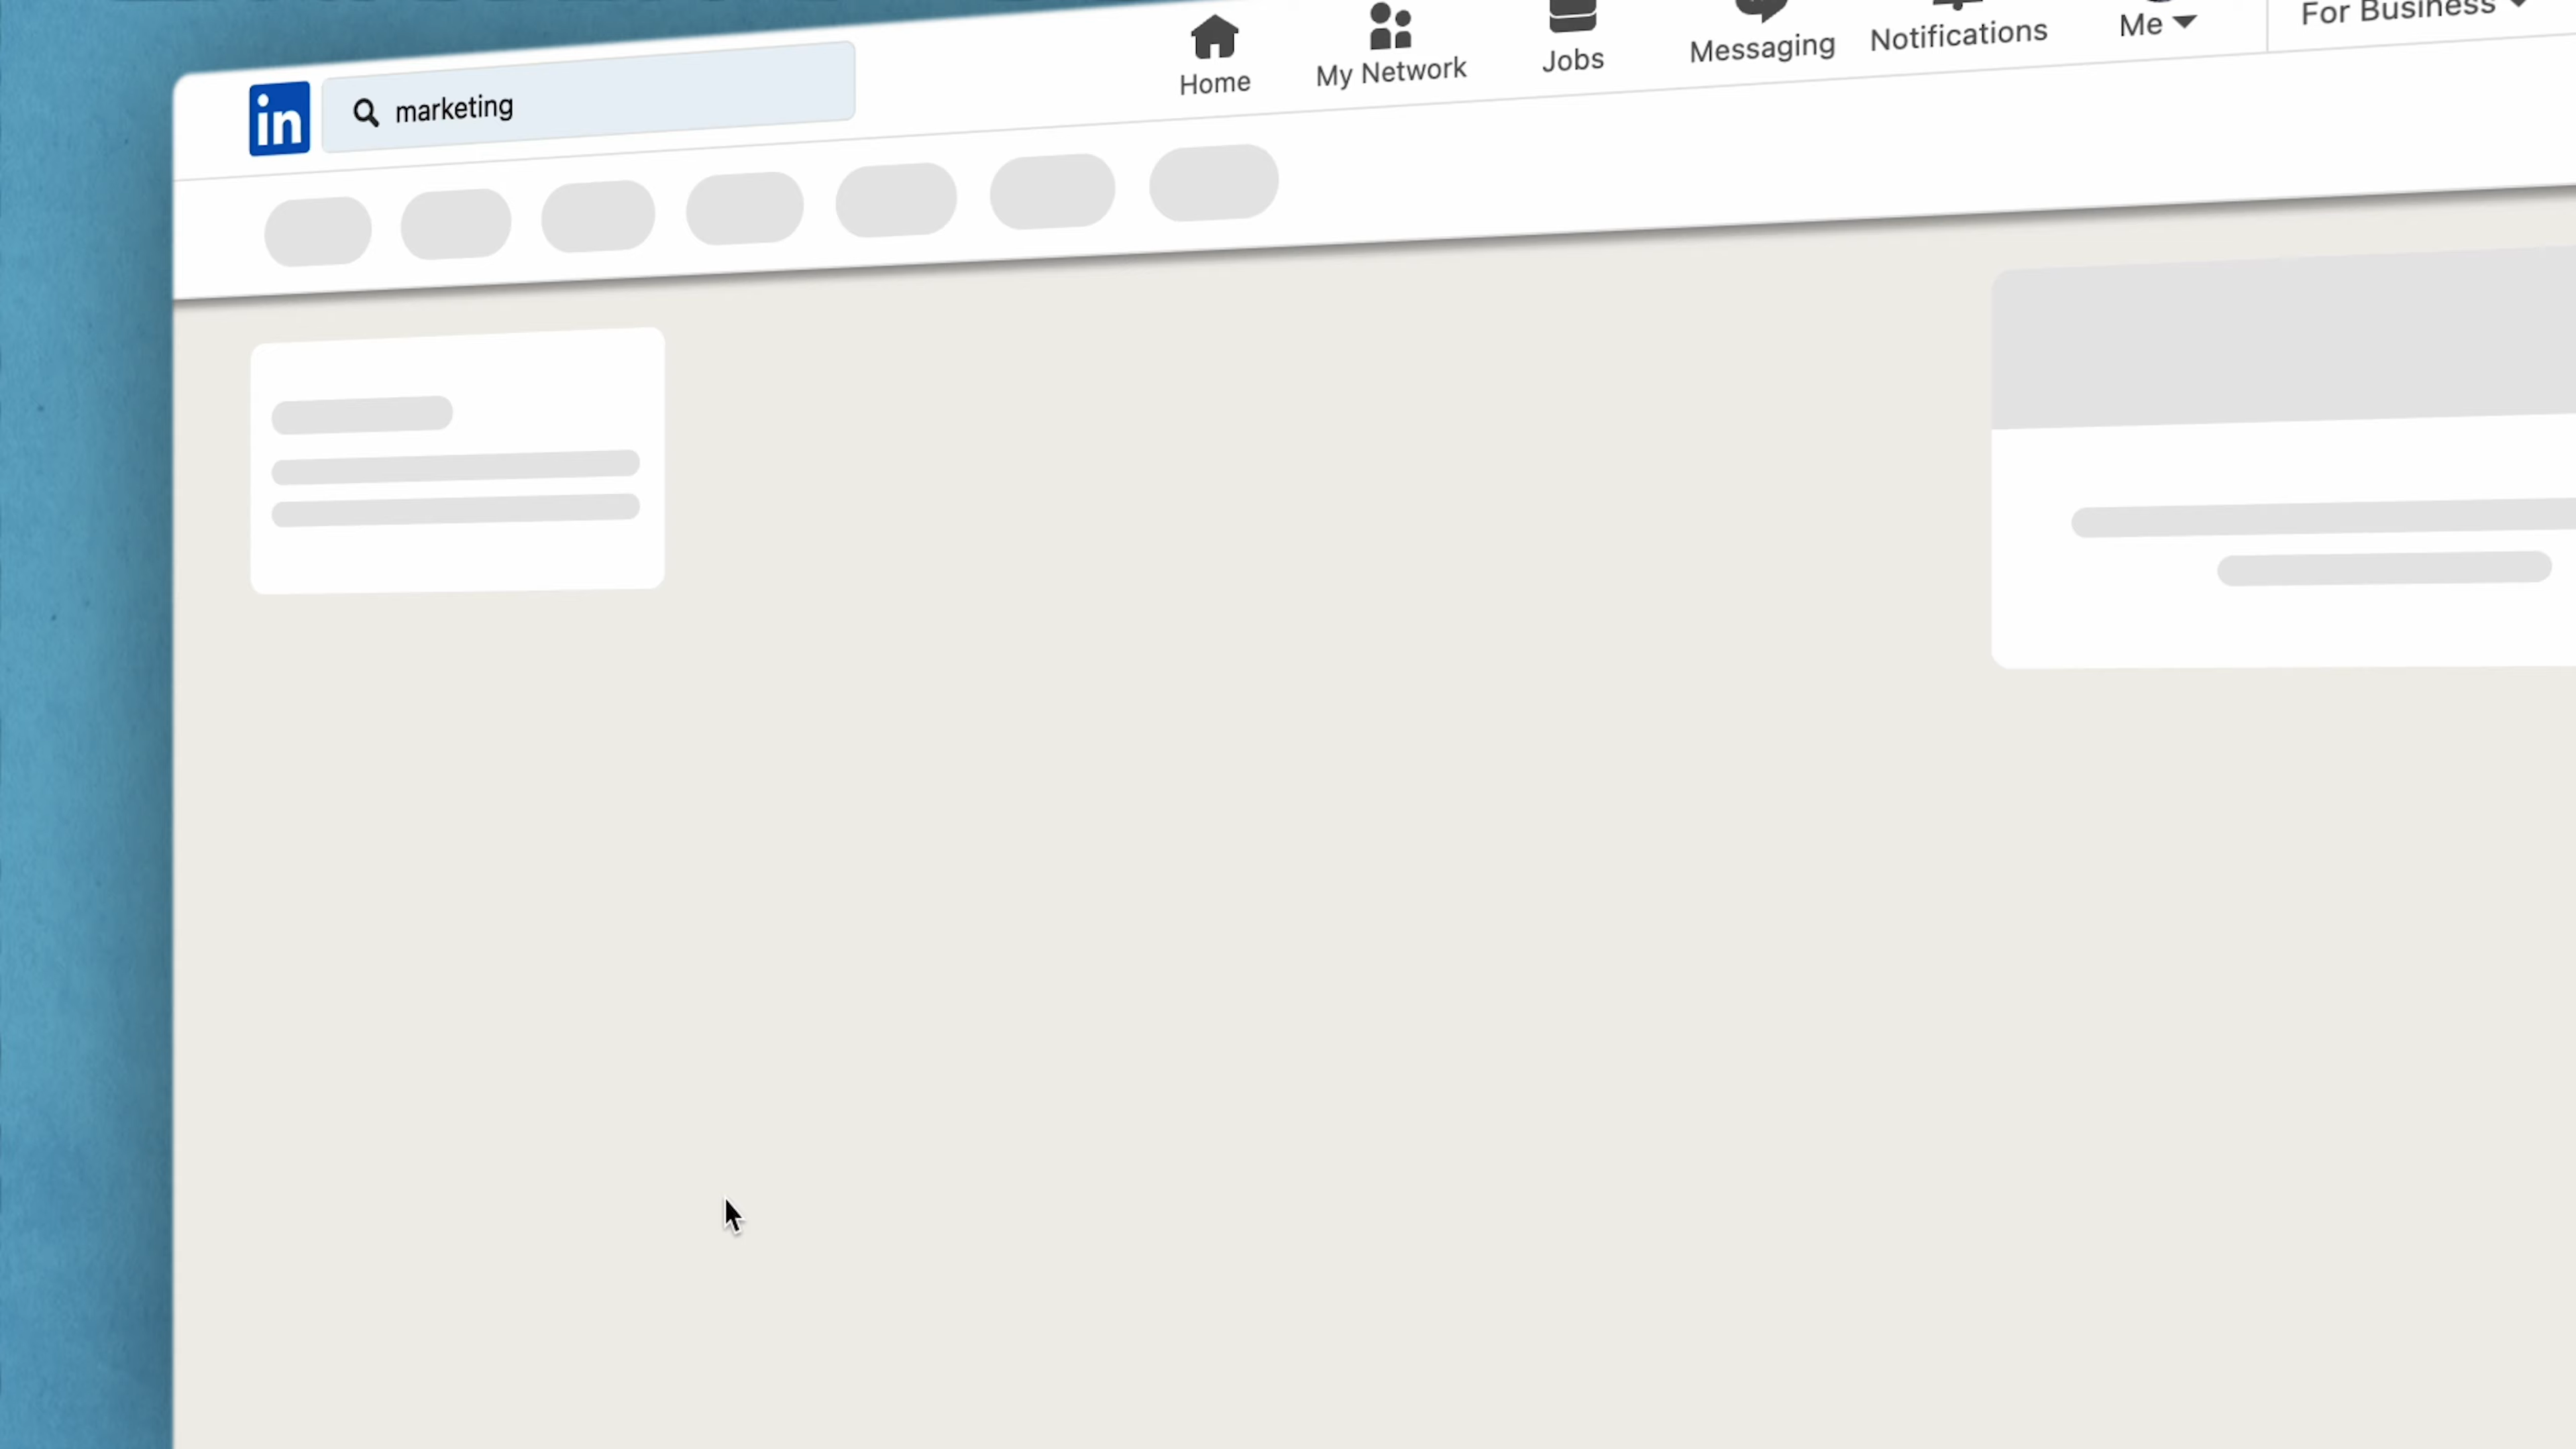 in
marketing
Home
My Network
Jobs
Messaging
Notifications
Me
For Business